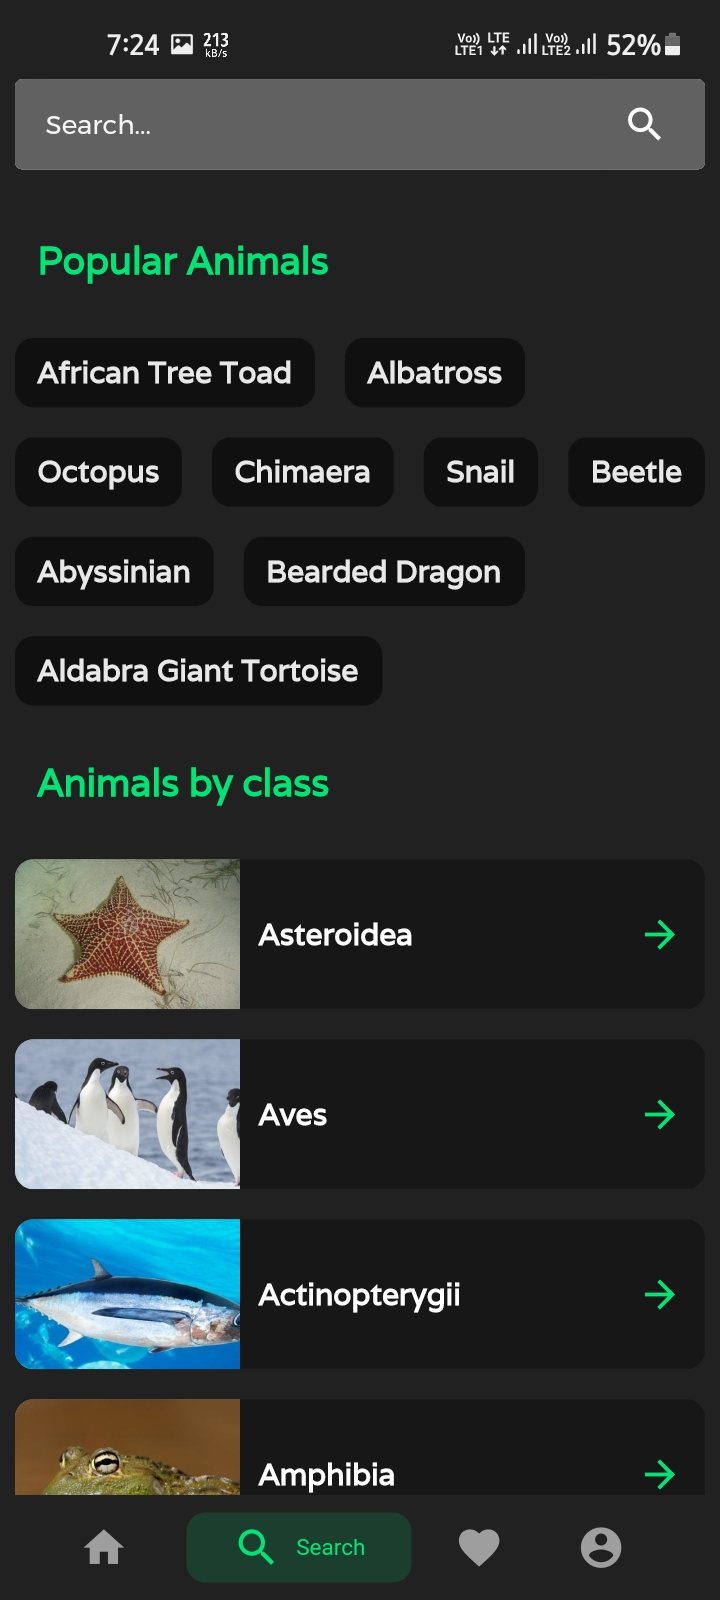 7:24 213 kB/s Vo)) LTE1 LTE Vo)) LTE2 52%
Search...
Popular Animals
African Tree Toad Albatross
Octopus Chimaera Snail Beetle
Abyssinian Bearded Dragon
Aldabra Giant Tortoise
Animals by class
Asteroidea
Aves
Actinopterygii
Amphibia
Search